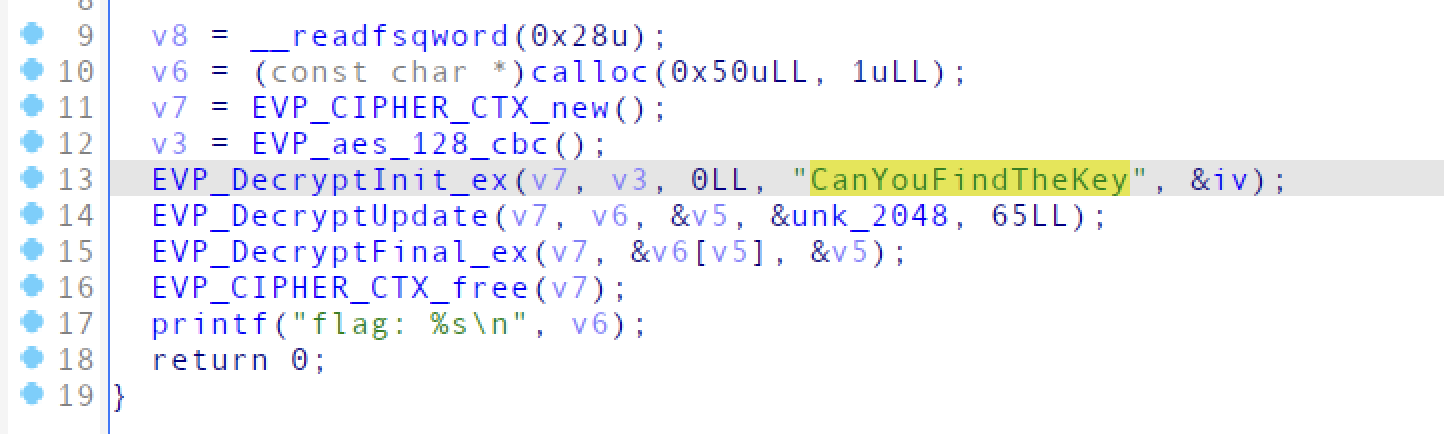 8
9 v8 = __readfsqword(0x28u);
10 v6 = (const char *)calloc(0x50uLL, 1uLL);
11 v7 = EVP_CIPHER_CTX_new();
12 v3 = EVP_aes_128_cbc();
13 EVP_DecryptInit_ex(v7, v3, 0LL, "CanYouFindTheKey", &iv);
14 EVP_DecryptUpdate(v7, v6, &v5, &unk_2048, 65LL);
15 EVP_DecryptFinal_ex(v7, &v6[v5], &v5);
16 EVP_CIPHER_CTX_free(v7);
17 printf("flag: %s\n", v6);
18 return 0;
19 }